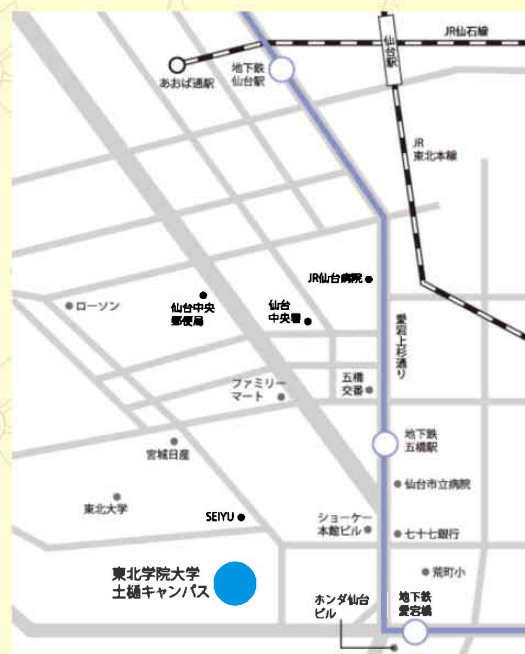 JR仙石線
仙台駅
地下鉄
仙台駅
あおば通駅
JR
東北本線
JR仙台病院
仙台中央
郵便局
仙台
中央署
ローソン
愛宕上杉通り
ファミリー
マート
五橋
交番
地下鉄
五橋駅
宮城日産
仙台市立病院
東北大学
SEIYU
ショーケー
本館ビル
七十七銀行
東北学院大学
土樋キャンパス
荒町小
ホンダ仙台
ビル
地下鉄
愛宕橋